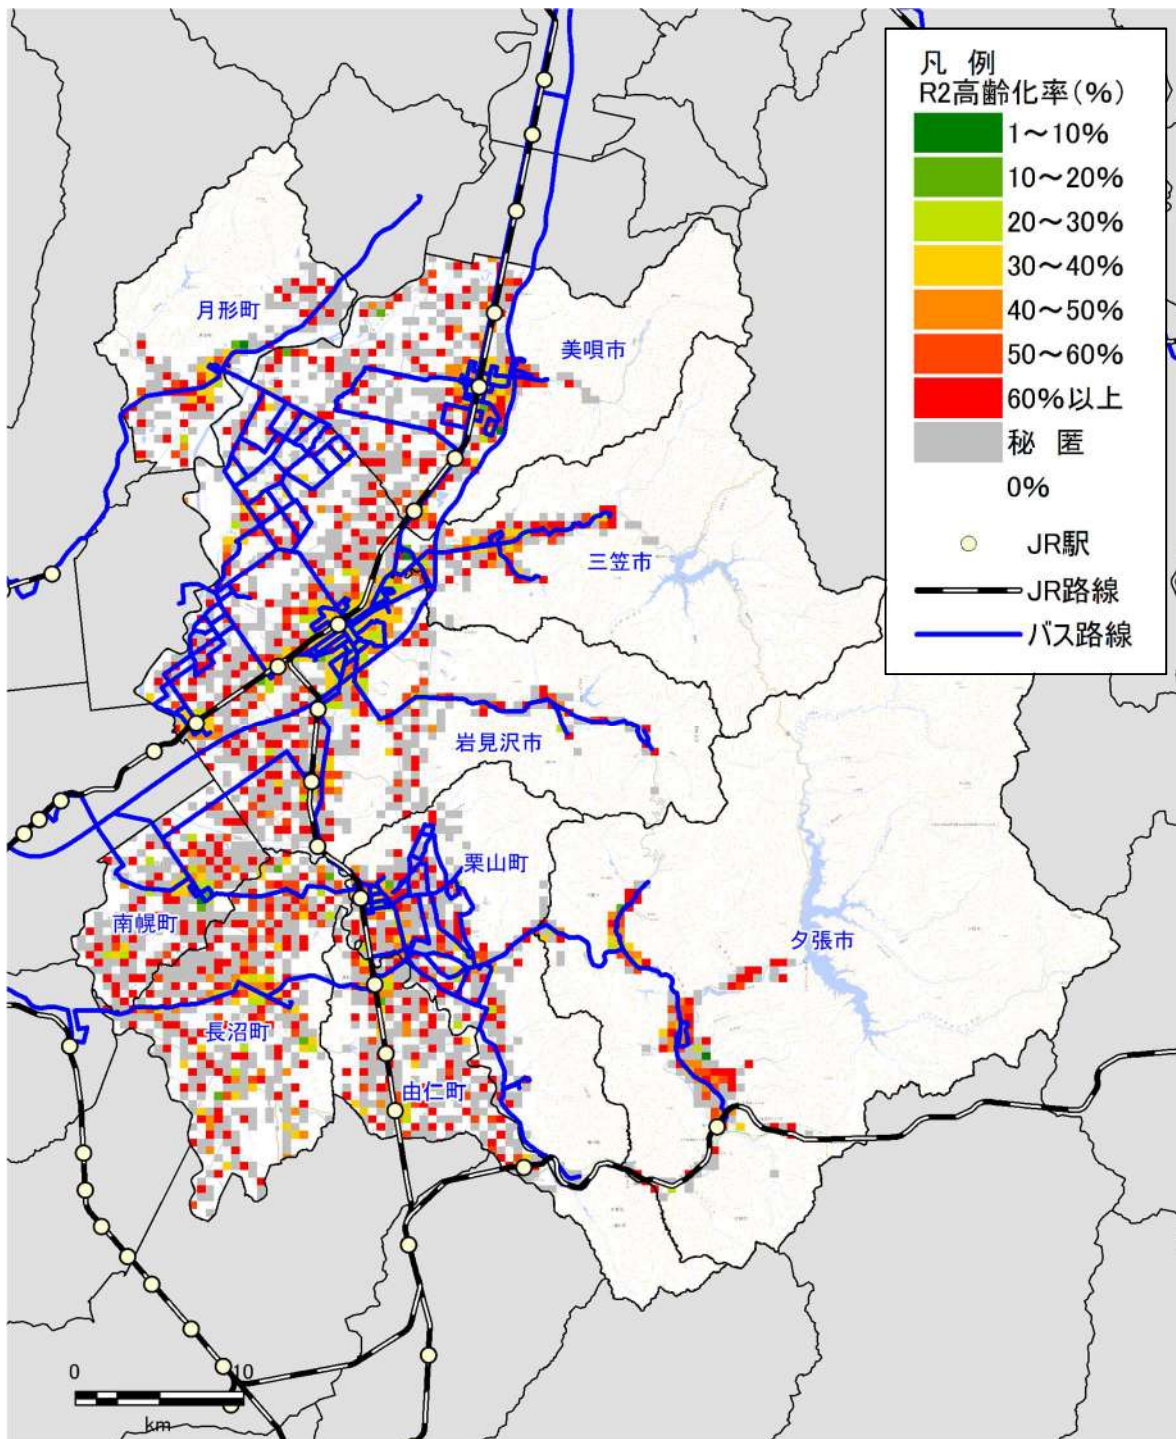 凡 例
R2高齢化率(%)
1～10%
10～20%
20～30%
30～40%
40～50%
50～60%
60%以上
秘 匿
0%
JR駅
JR路線
バス路線
月形町
美唄市
三笠市
岩見沢市
栗山町
南幌町
夕張市
長沼町
由仁町
0 10
km